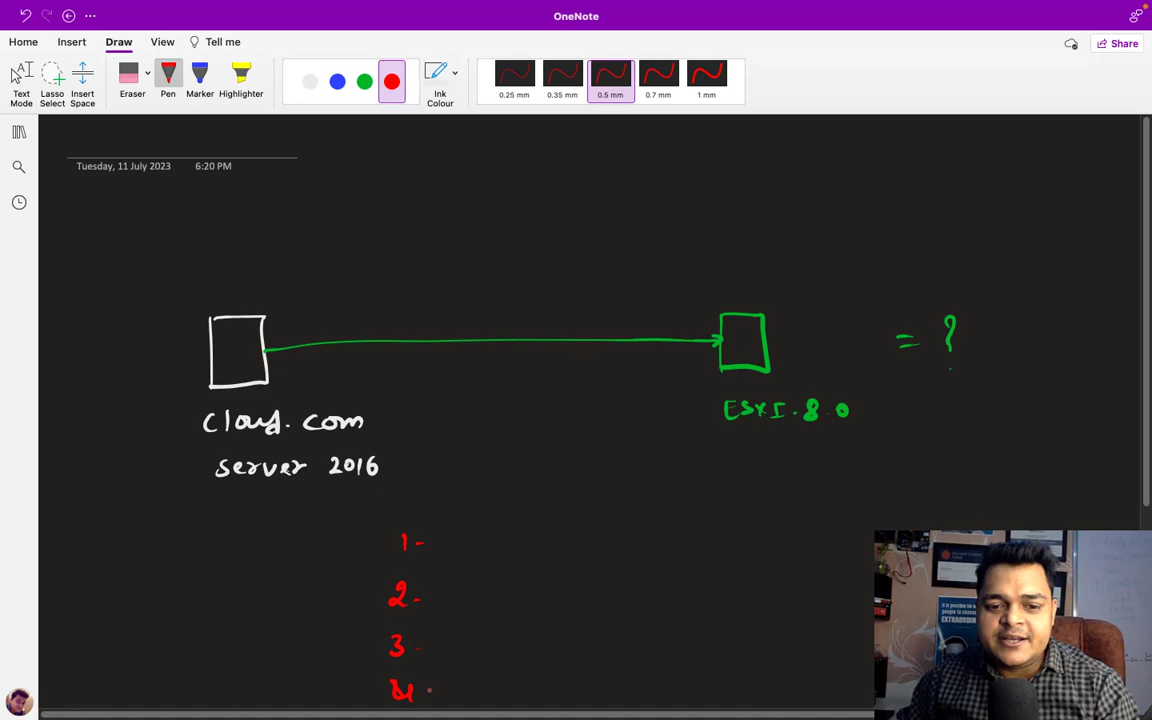 OneNote
Home Insert Draw View Tell me
Share
Text Mode
Eraser
Lasso Select
Insert Space
Pen
Marker
Highlighter
Ink Colour
0.25 mm
0.35 mm
0.5 mm
0.7 mm
1 mm
Tuesday, 11 July 2023 6:20 PM
= ?
ESXI.8.0
cloud.com
server 2016
1-
2-
3-
4
EXTRAORDIN